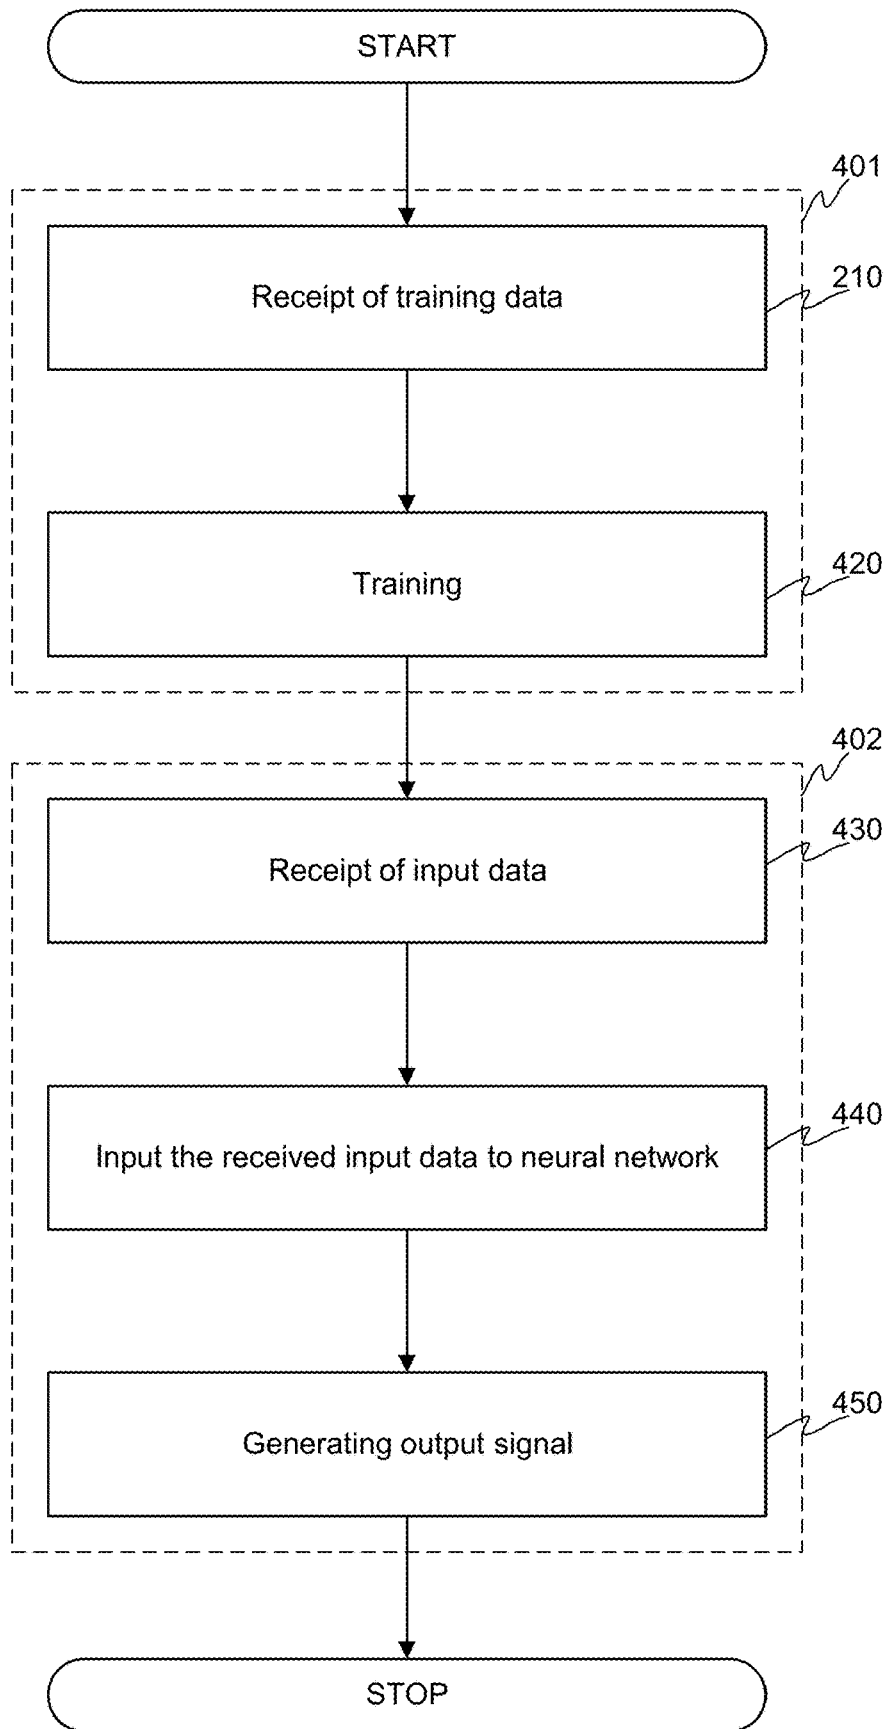 START
401
Receipt of training data
210
Training
420
402
Receipt of input data
430
Input the received input data to neural network
440
Generating output signal
450
STOP